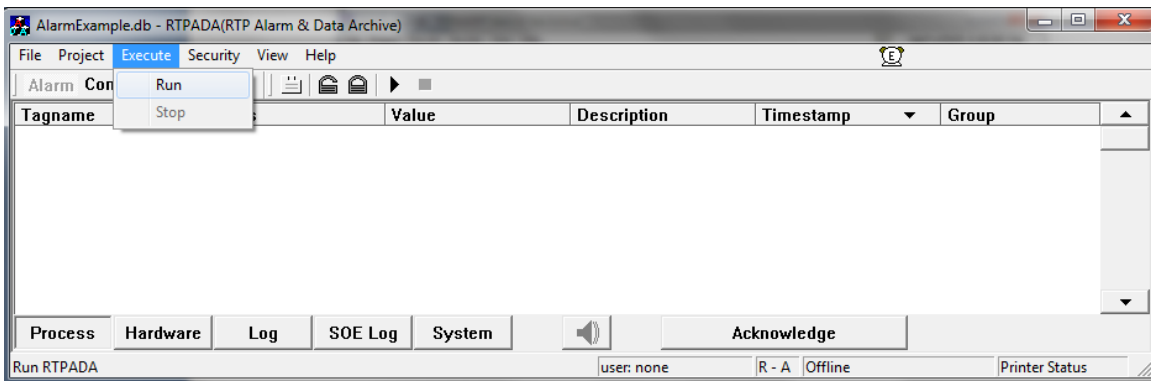 AlarmExample.db - RTPADA(RTP Alarm & Data Archive)
File Project Execute Security View Help
E
Alarm Con
Run
Stop
Tagname Value Description Timestamp Group
Process Hardware Log SOE Log System Acknowledge
Run RTPADA user: none R - A Offline Printer Status